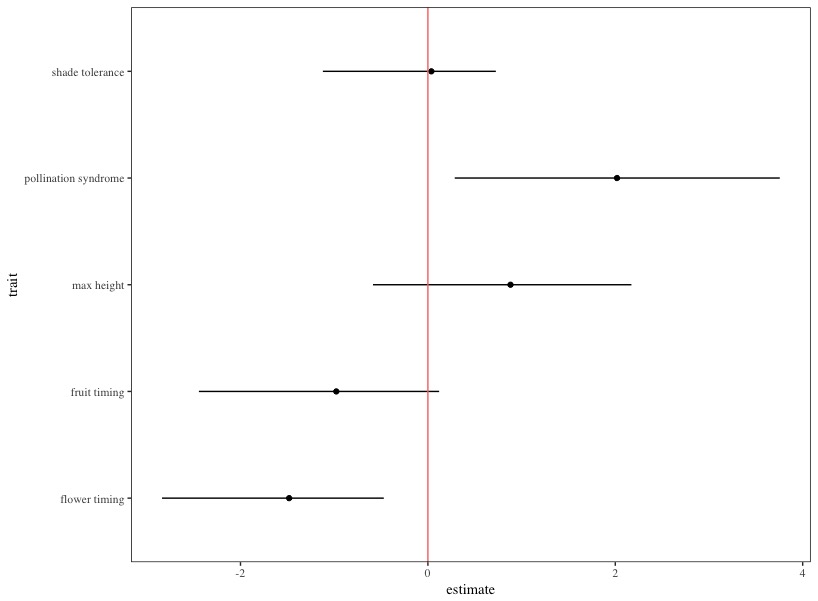 shade tolerance
pollination syndrome
max height
fruit timing
flower timing
trait
-2
0
2
4
estimate